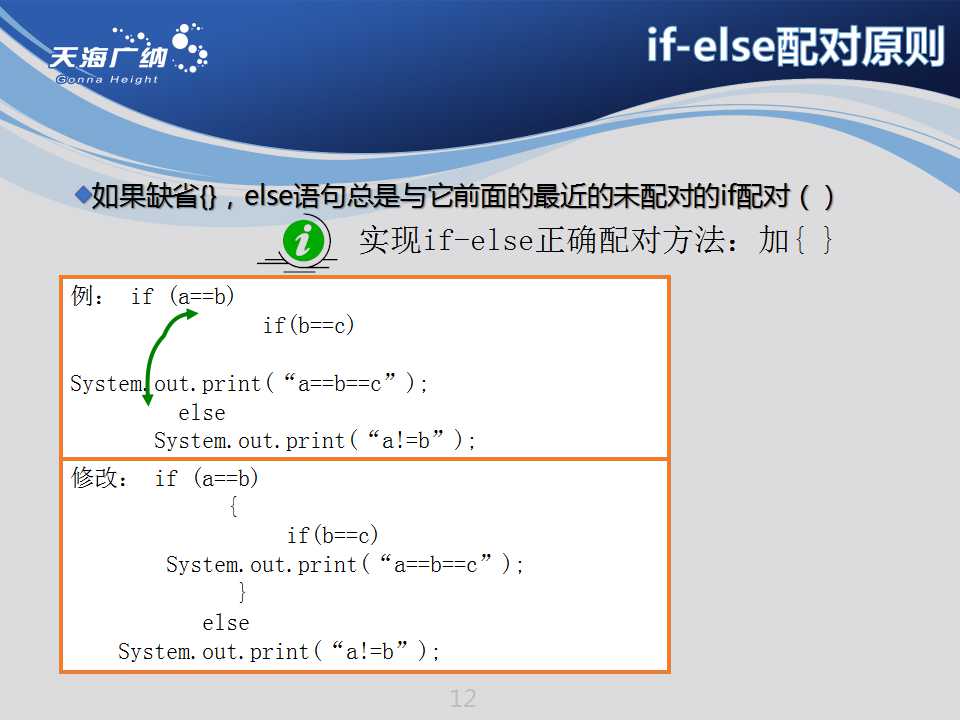 天海广纳
Gonna Height
if-else配对原则
如果缺省{}，else语句总是与它前面的最近的未配对的if配对（ ）
实现if-else正确配对方法：加{ }
例： if (a==b)
if(b==c)
System.out.print(“a==b==c”);
else
System.out.print(“a!=b”);
修改： if (a==b)
{
if(b==c)
System.out.print(“a==b==c”);
}
else
System.out.print(“a!=b”);
12